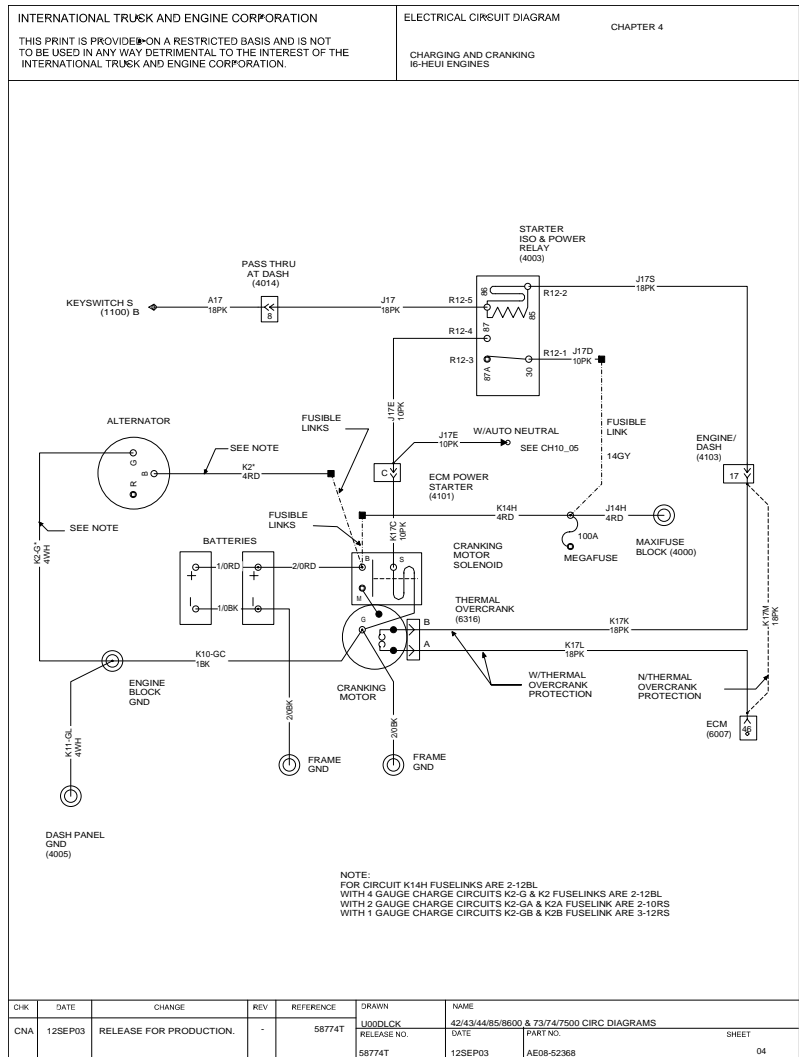 INTERNATIONAL TRUCK AND ENGINE CORPORATION
THIS PRINT IS PROVIDED ON A RESTRICTED BASIS AND IS NOT
TO BE USED IN ANY WAY DETRIMENTAL TO THE INTEREST OF THE
INTERNATIONAL TRUCK AND ENGINE CORPORATION.
ELECTRICAL CIRCUIT DIAGRAM
CHAPTER 4
CHARGING AND CRANKING
I6-HEUI ENGINES
STARTER
ISO & POWER
RELAY
(4003)
PASS THRU
AT DASH
(4014)
KEYSWITCH S
(1100) B
A17
18PK
8
J17
18PK
R12-5
86
85
R12-2
J17S
18PK
R12-4
87
R12-3
87A
30
R12-1
J17D
10PK
J17E
10PK
ALTERNATOR
G
B
R
FUSIBLE
LINKS
SEE NOTE
K2*
4RD
J17E
10PK
W/AUTO NEUTRAL
SEE CH10_05
FUSIBLE
LINK
14GY
ENGINE/
DASH
(4103)
17
C
ECM POWER
STARTER
(4101)
SEE NOTE
K2-G*
4WH
FUSIBLE
LINKS
K17C
10PK
K14H
4RD
J14H
4RD
100A
MEGAFUSE
MAXIFUSE
BLOCK (4000)
BATTERIES
1/0RD
2/0RD
+
+
1/0BK
B
S
M
CRANKING
MOTOR
SOLENOID
THERMAL
OVERCRANK
(6316)
G
B
A
K17K
18PK
K17L
18PK
K17M
18PK
K10-GC
1BK
ENGINE
BLOCK
GND
CRANKING
MOTOR
W/THERMAL
OVERCRANK
PROTECTION
N/THERMAL
OVERCRANK
PROTECTION
ECM
(6007)
46
K11-GL
4WH
2/0BK
2/0BK
FRAME
GND
FRAME
GND
DASH PANEL
GND
(4005)
NOTE:
FOR CIRCUIT K14H FUSELINKS ARE 2-12BL
WITH 4 GAUGE CHARGE CIRCUITS K2-G & K2 FUSELINKS ARE 2-12BL
WITH 2 GAUGE CHARGE CIRCUITS K2-GA & K2A FUSELINK ARE 2-10RS
WITH 1 GAUGE CHARGE CIRCUITS K2-GB & K2B FUSELINK ARE 3-12RS
CHK DATE CHANGE REV REFERENCE DRAWN NAME
CNA 12SEP03 RELEASE FOR PRODUCTION. - 58774T U00DLCK 42/43/44/85/8600 & 73/74/7500 CIRC DIAGRAMS
RELEASE NO. DATE PART NO. SHEET
58774T 12SEP03 AE08-52368 04